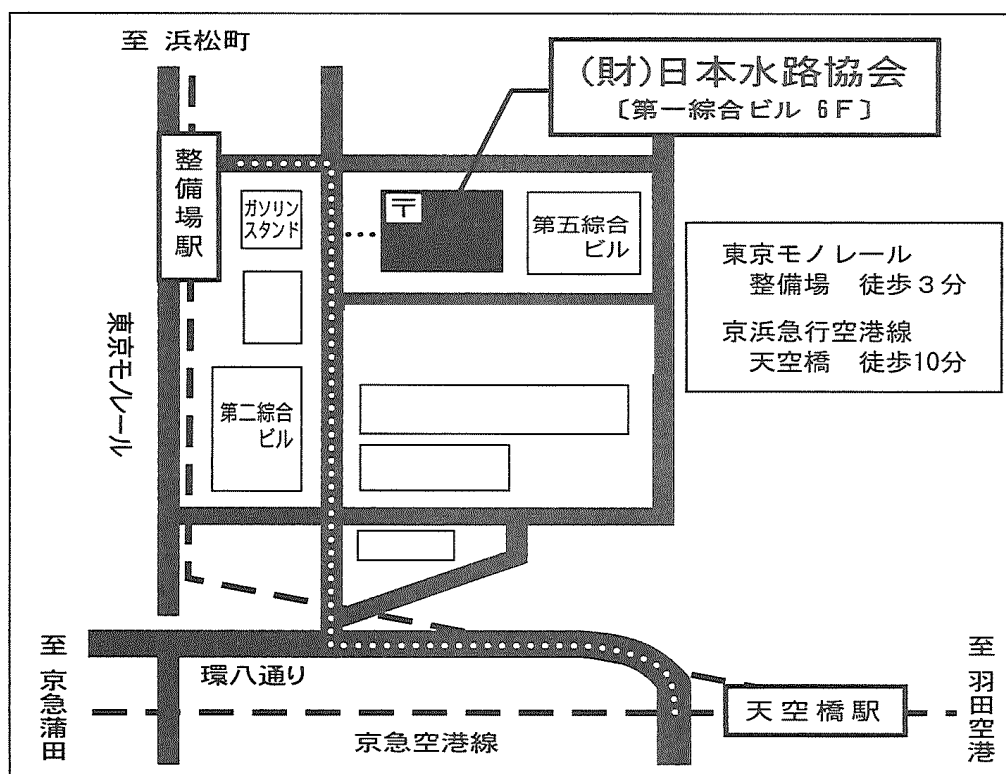 至 浜松町
(財)日本水路協会
〔第一綜合ビル 6F〕
整備場駅
ガソリン
スタンド
〒
第五綜合
ビル
東京モノレール
整備場 徒歩3分
京浜急行空港線
天空橋 徒歩10分
東京モノレール
第二綜合
ビル
至 京急蒲田
環八通り
京急空港線
天空橋駅
至 羽田空港